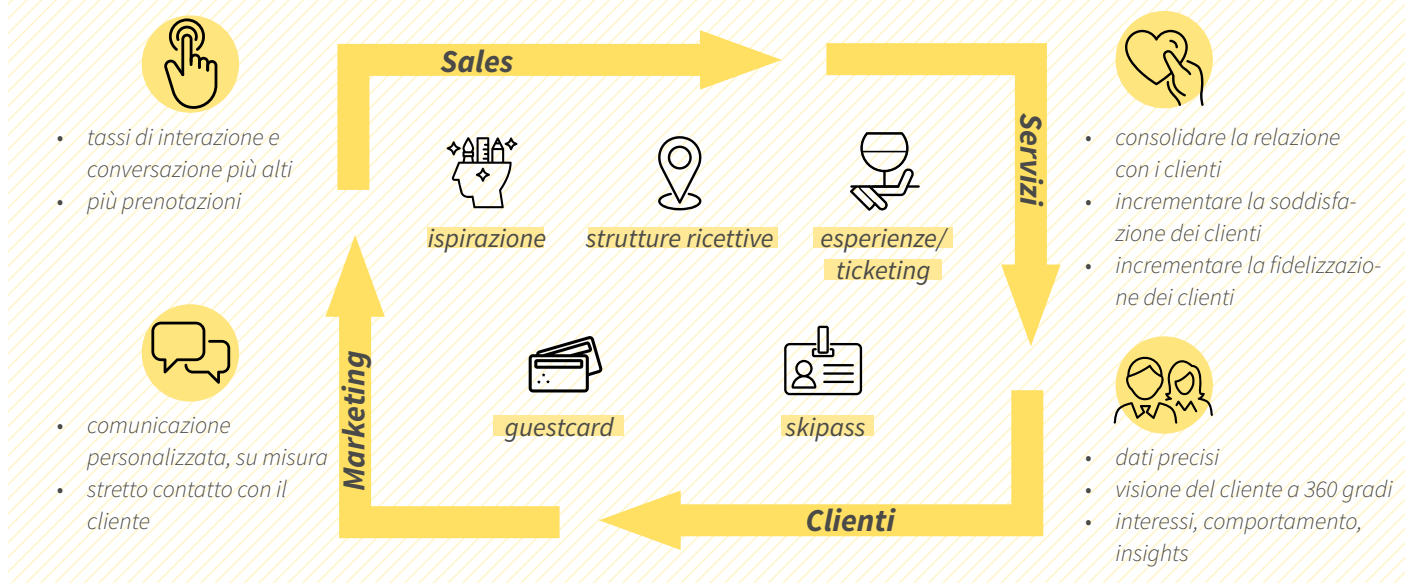 Sales
Servizi
Clienti
Marketing
• tassi di interazione e
conversazione più alti
• più prenotazioni
ispirazione
strutture ricettive
esperienze/
ticketing
guestcard
skipass
• consolidare la relazione
con i clienti
• incrementare la soddisfa-
zione dei clienti
• incrementare la fidelizzazio-
ne dei clienti
• comunicazione
personalizzata, su misura
• stretto contatto con il
cliente
• dati precisi
• visione del cliente a 360 gradi
• interessi, comportamento,
insights